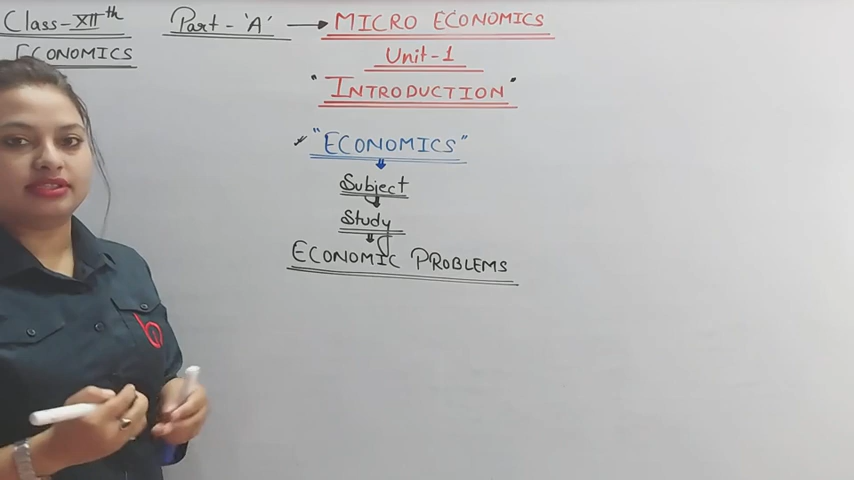 Class-XIIth Part-'A' → MICRO ECONOMICS
ECONOMICS
Unit-1
"INTRODUCTION"
"ECONOMICS"
Subject
Study
ECONOMIC PROBLEMS